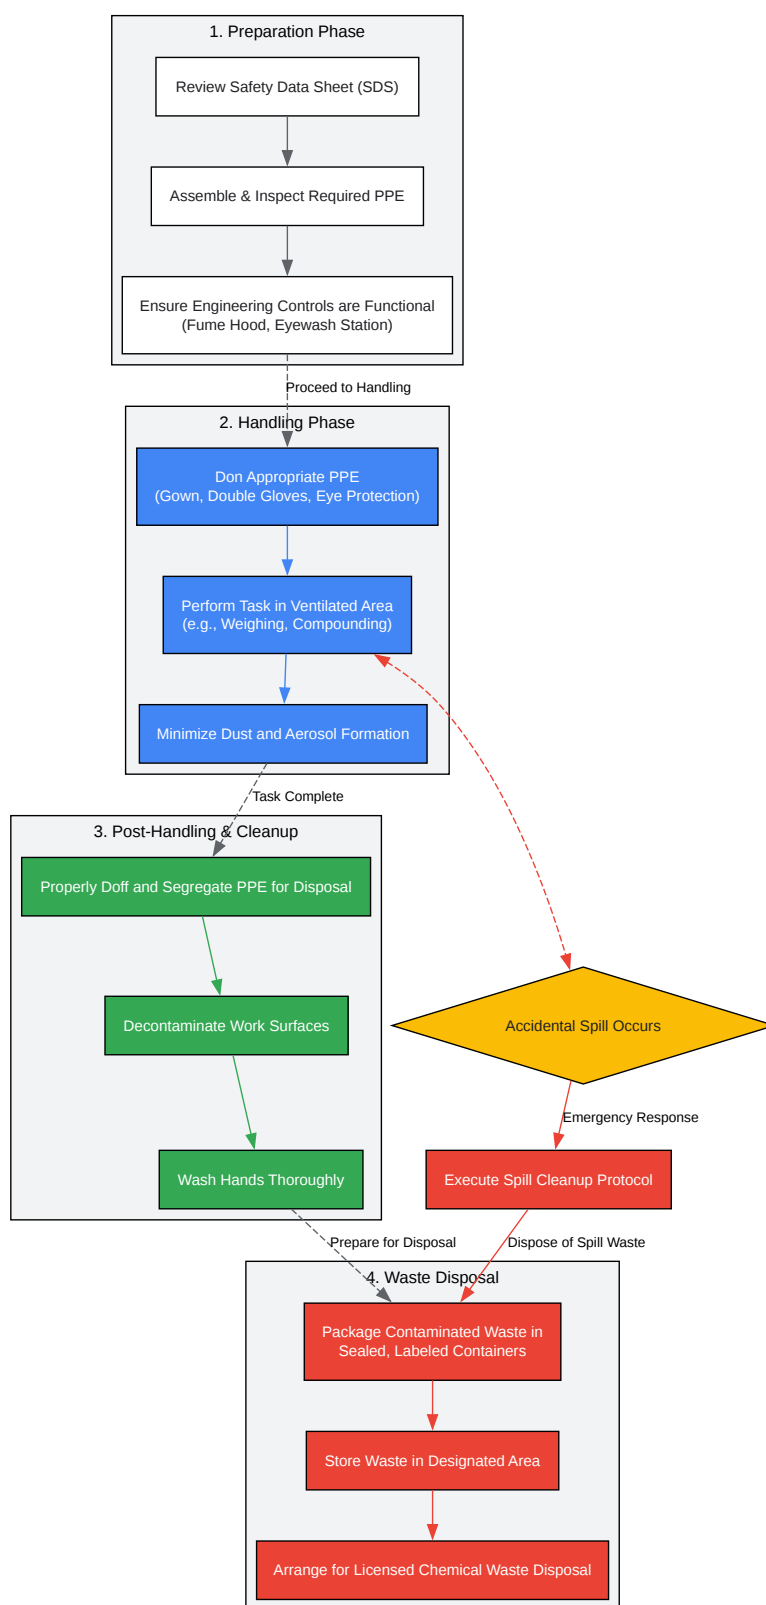 1. Preparation Phase
Review Safety Data Sheet (SDS)
Assemble & Inspect Required PPE
Ensure Engineering Controls are Functional
(Fume Hood, Eyewash Station)
Proceed to Handling
2. Handling Phase
Don Appropriate PPE
(Gown, Double Gloves, Eye Protection)
Perform Task in Ventilated Area
(e.g., Weighing, Compounding)
Minimize Dust and Aerosol Formation
Task Complete
3. Post-Handling & Cleanup
Properly Doff and Segregate PPE for Disposal
Decontaminate Work Surfaces
Accidental Spill Occurs
Emergency Response
Wash Hands Thoroughly
Execute Spill Cleanup Protocol
Prepare for Disposal
Dispose of Spill Waste
4. Waste Disposal
Package Contaminated Waste in
Sealed, Labeled Containers
Store Waste in Designated Area
Arrange for Licensed Chemical Waste Disposal